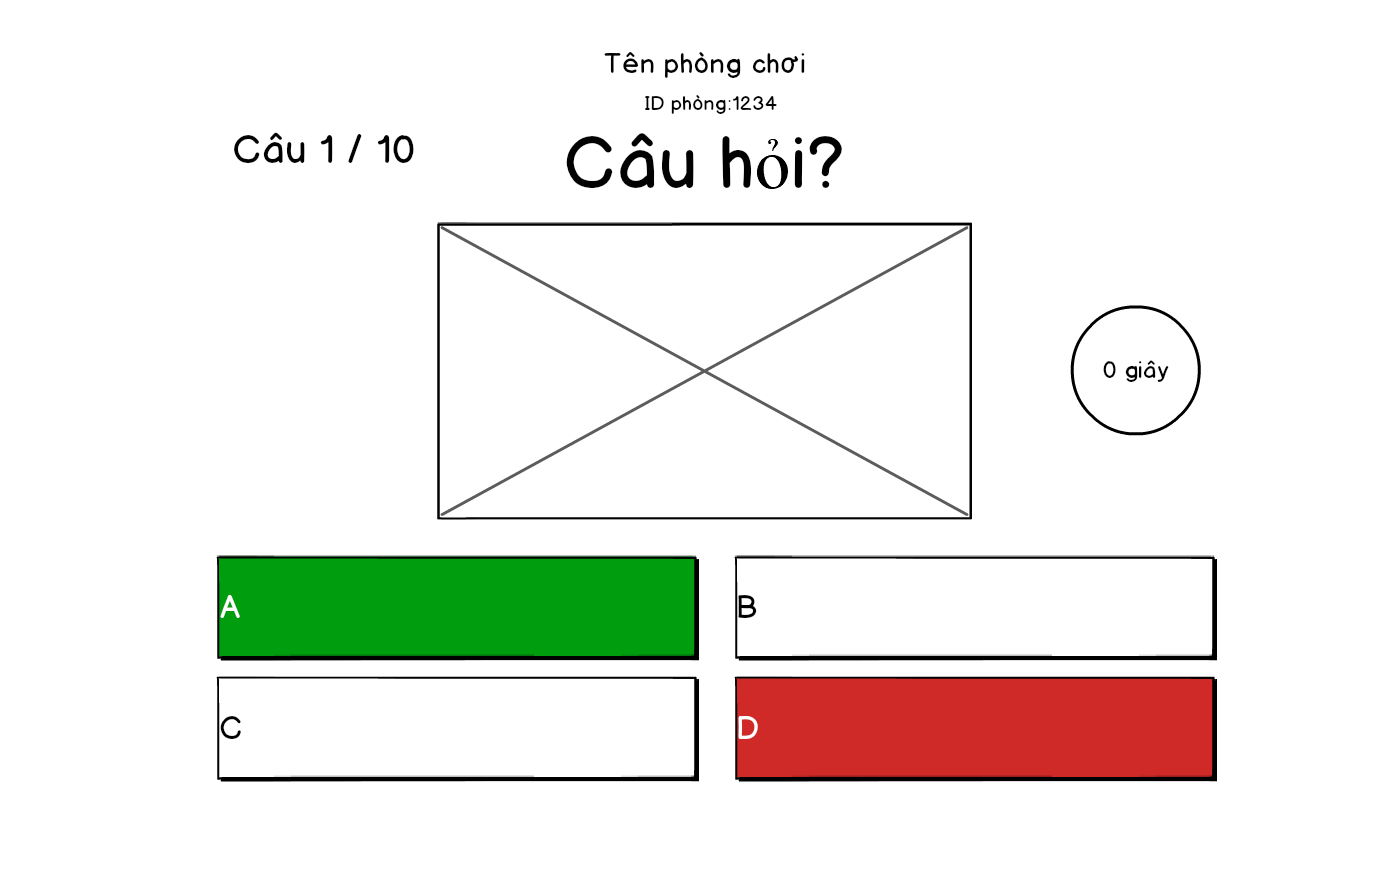 Tên phòng chơi
ID phòng:1234
Câu 1 / 10
Câu hỏi?
0 giây
A
B
C
D